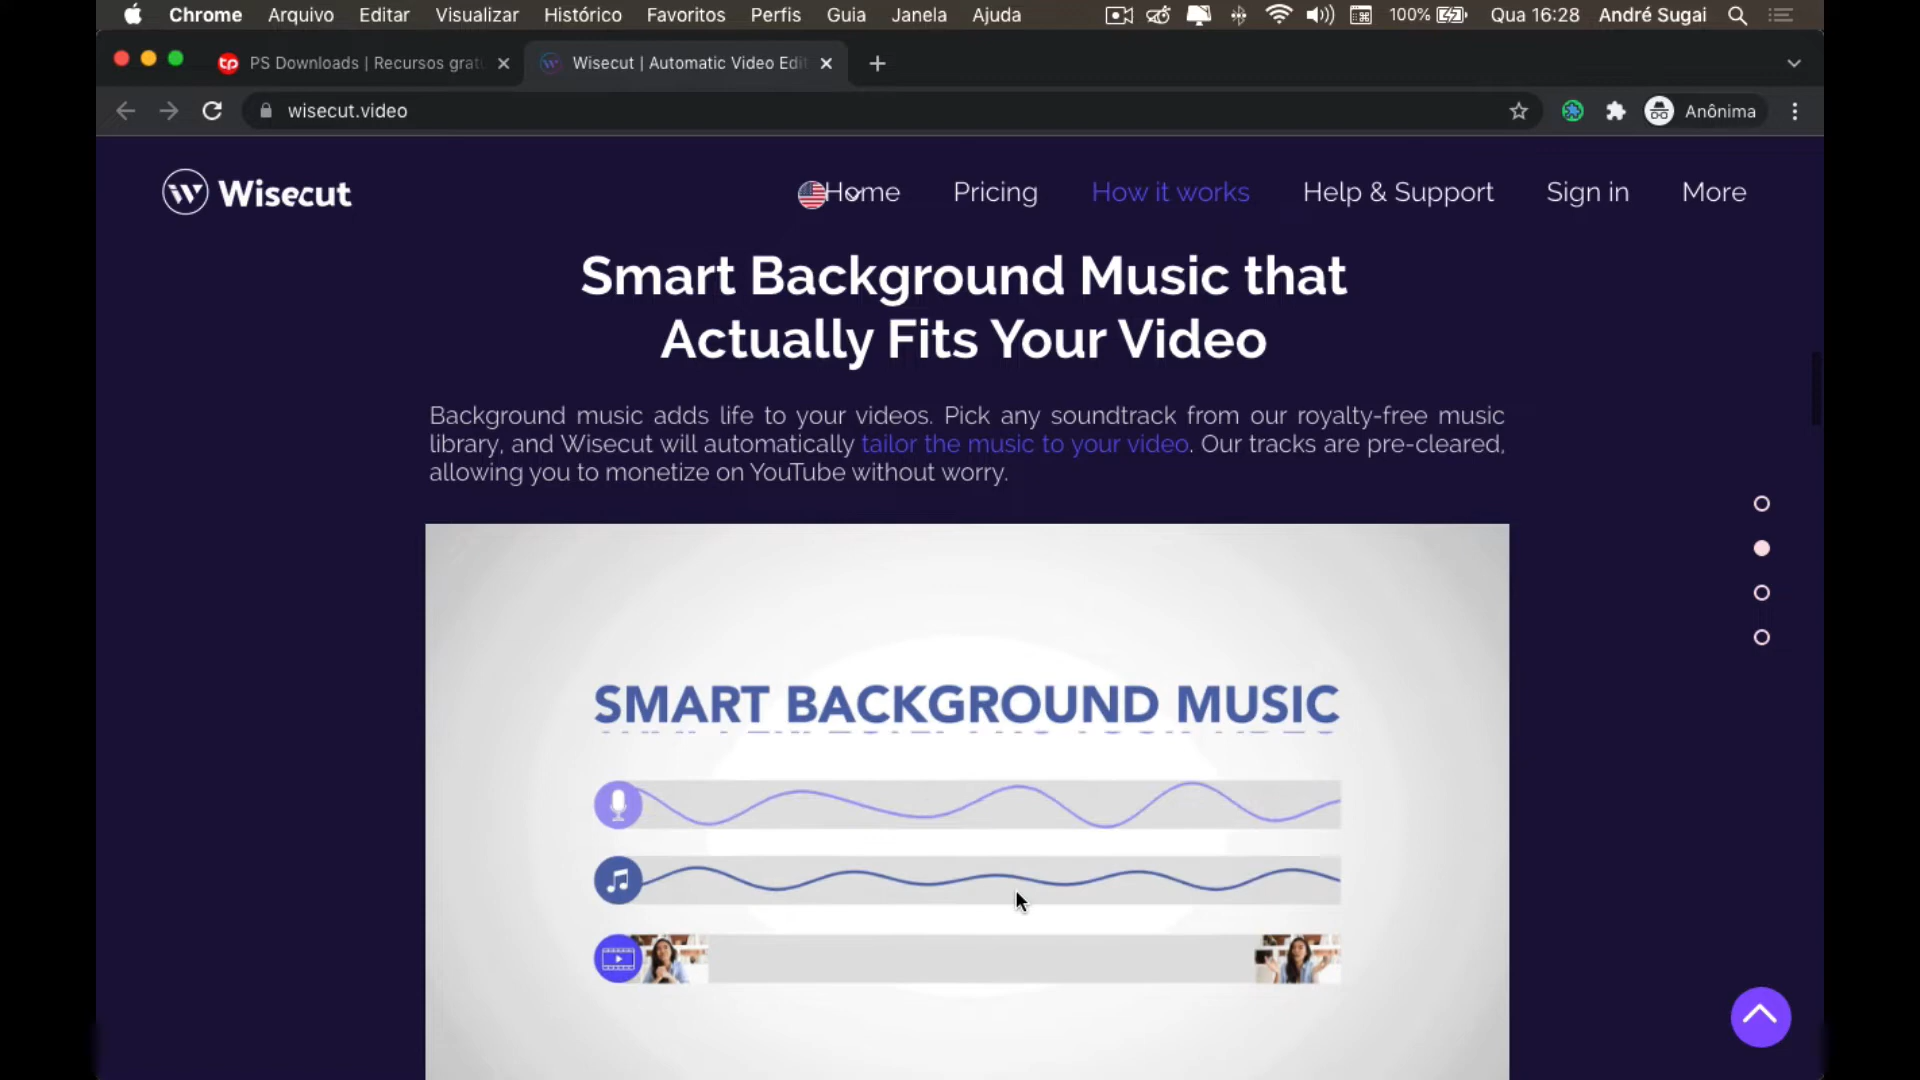 Chrome Arquivo Editar Visualizar Histórico Favoritos Perfis Guia Janela Ajuda 100% Qua 16:28 André Sugai
tp PS Downloads | Recursos grat Wisecut | Automatic Video Edit
wisecut.video Anônima
Wisecut Home Pricing How it works Help & Support Sign in More
Smart Background Music that
Actually Fits Your Video
Background music adds life to your videos. Pick any soundtrack from our royalty-free music
library, and Wisecut will automatically tailor the music to your video. Our tracks are pre-cleared,
allowing you to monetize on YouTube without worry.
SMART BACKGROUND MUSIC